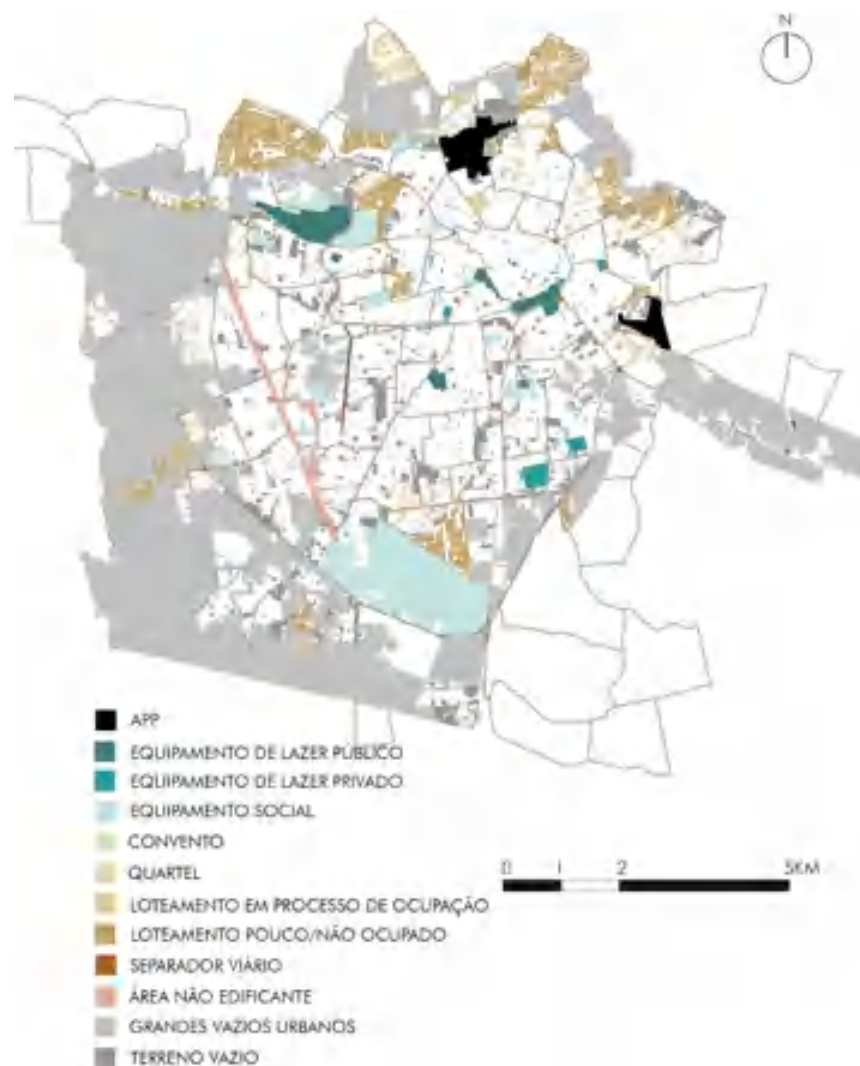 N
APP
EQUIPAMENTO DE LAZER PÚBLICO
EQUIPAMENTO DE LAZER PRIVADO
EQUIPAMENTO SOCIAL
CONVENTO
QUARTEL
LOTEAMENTO EM PROCESSO DE OCUPAÇÃO
LOTEAMENTO POUCO/NÃO OCUPADO
SEPARADOR VIÁRIO
ÁREA NÃO EDIFICANTE
GRANDES VAZIOS URBANOS
TERRENO VAZIO
0 1 2 5KM